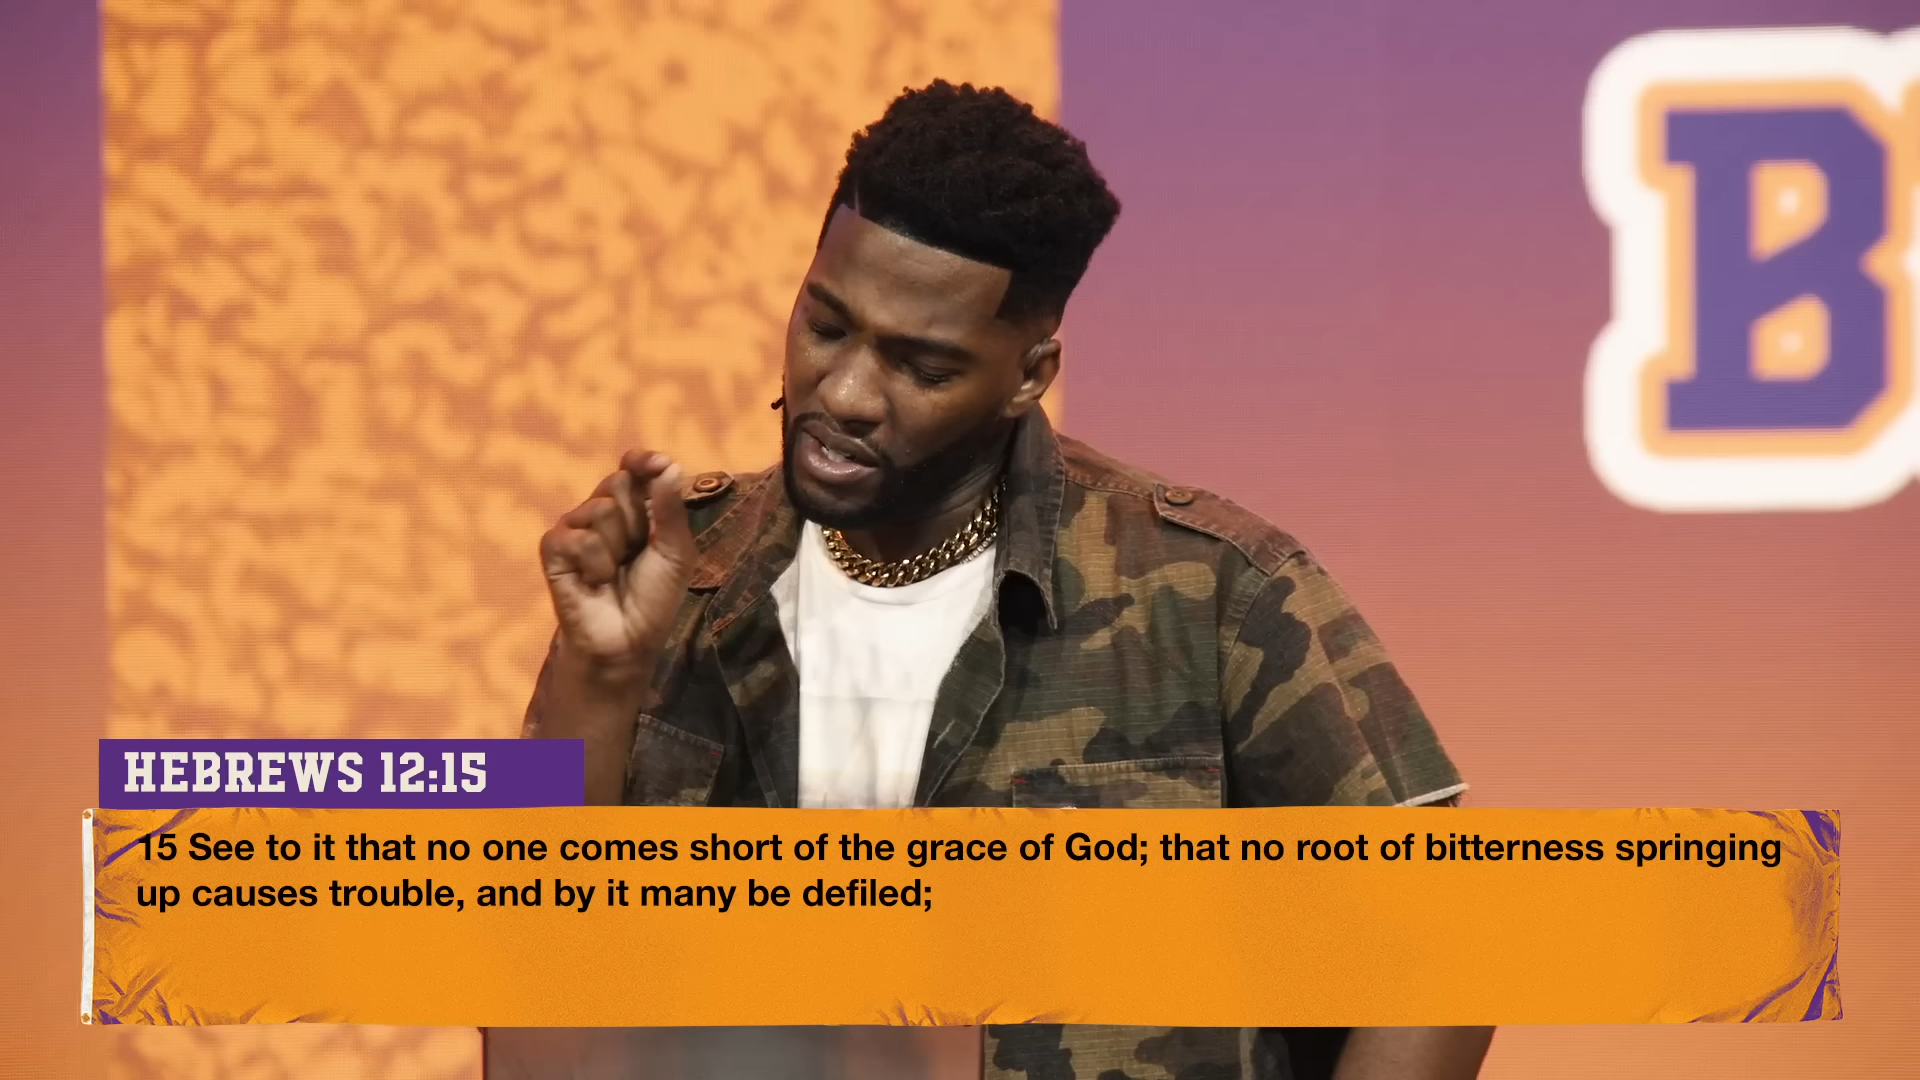 B
HEBREWS 12:15
15 See to it that no one comes short of the grace of God; that no root of bitterness springing
up causes trouble, and by it many be defiled;